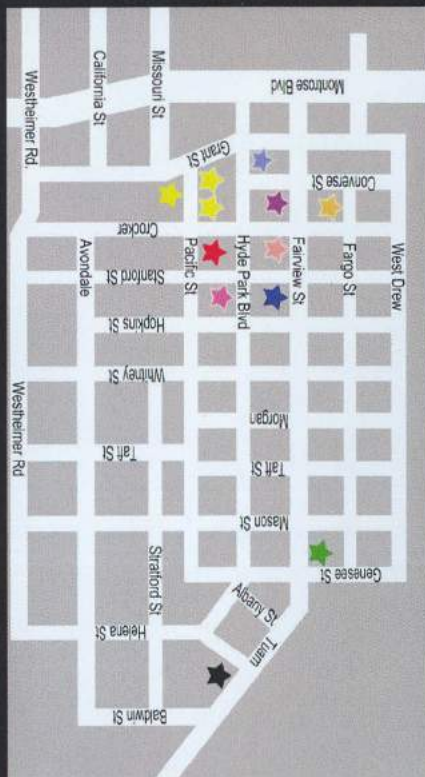 Montrose Blvd
Missouri St
California St
Westheimer Rd.
Grant St
Converse St
Crocker
Avondale
Stanford St
Pacific St
Hyde Park Blvd
Fairview St
Fargo St
West Drew
Hopkins St
Whitney St
Westheimer Rd
Morgan
Taft St
Taft St
Mason St
Stratford St
Genesee St
Albany St
Helena St
Tuam
Baldwin St